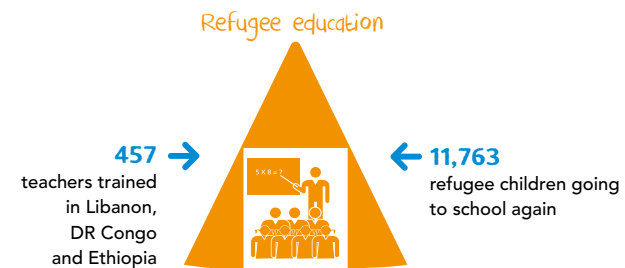 Refugee education
457
teachers trained
in Libanon,
DR Congo
and Ethiopia
5 X 8 = ?
11,763
refugee children going
to school again